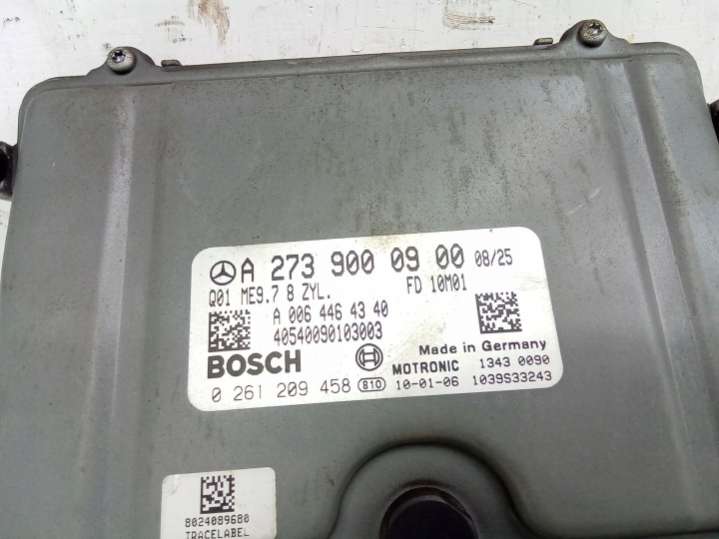 A 273 900 09 00 08/25
Q01 ME9.7 8 ZYL. FD 10M01
A 006 446 43 40
40540090103003
BOSCH
Made in Germany
MOTRONIC 1343 0090
0 261 209 458 B10 10-01-06 1039S33243
8024089680
TRACELABEL